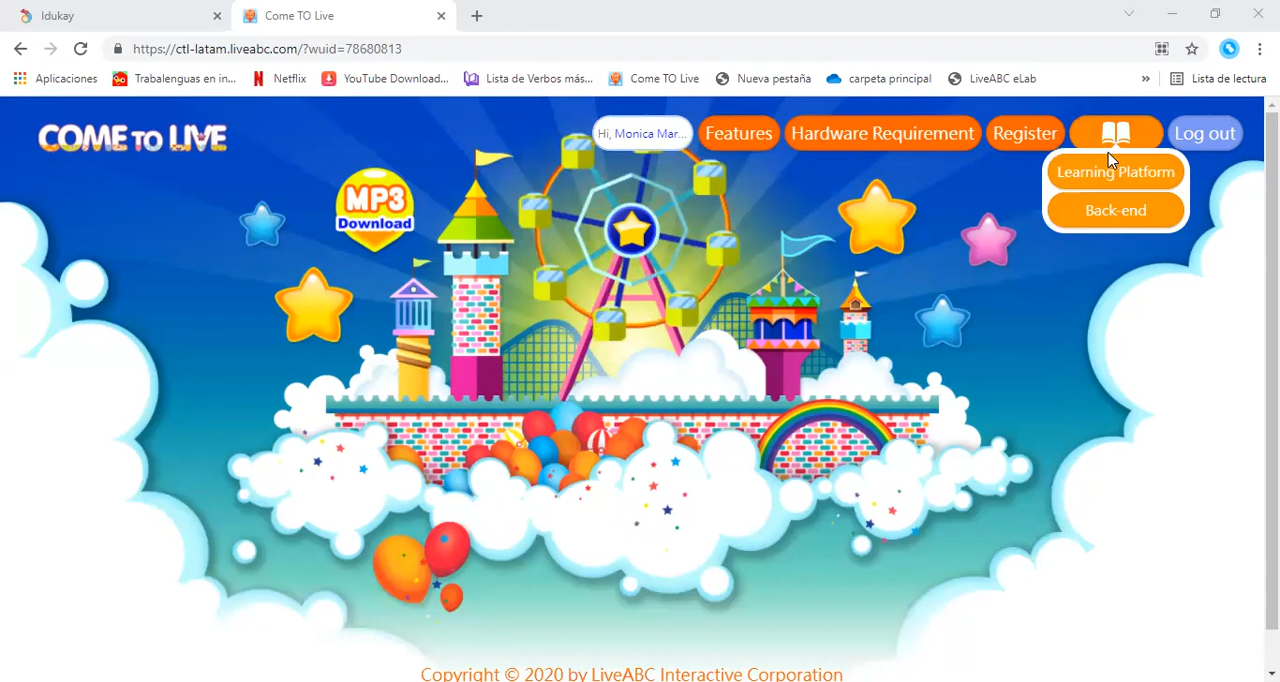 Idukay
Come TO Live
https://ctl-latam.liveabc.com/?wuid=78680813
Aplicaciones
Trabalenguas en in...
Netflix
YouTube Download...
Lista de Verbos más...
Come TO Live
Nueva pestaña
carpeta principal
LiveABC eLab
»
Lista de lectura
COME TO LIVE
Hi, Monica Mar...
Features
Hardware Requirement
Register
Log out
Learning Platform
Back-end
MP3
Download
Copyright © 2020 by LiveABC Interactive Corporation